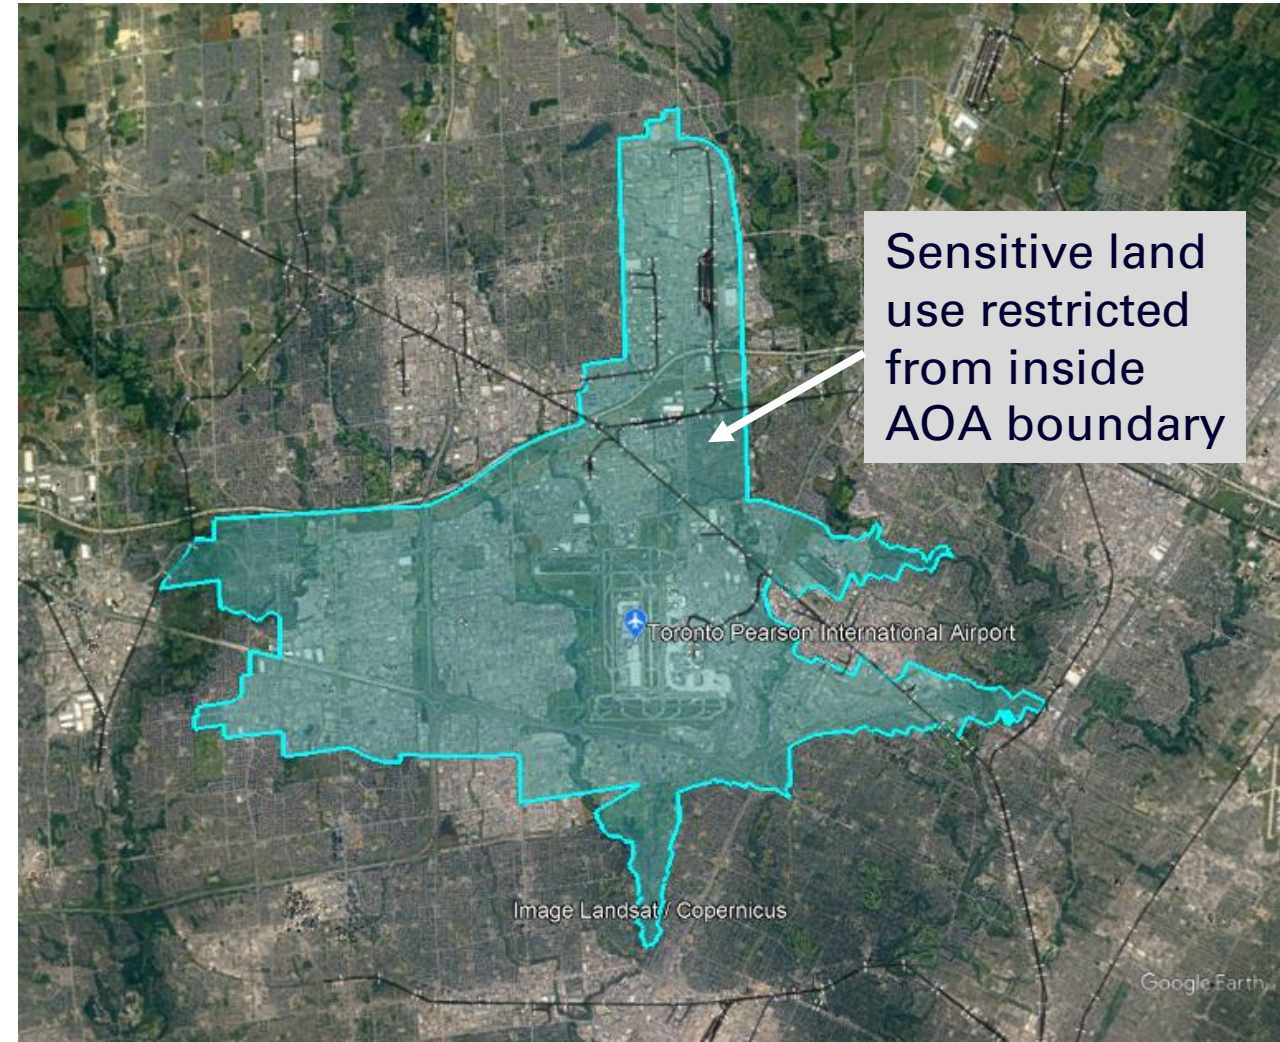 Sensitive land
use restricted
from inside
AOA boundary
Toronto Pearson International Airport
Image Landsat / Copernicus
Google Earth